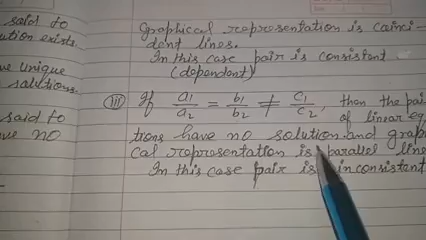 said to
ution exists
ve unique
solutions.
said to
ve no
Graphical representation is coinci-
dent lines.
In this case pair is consistent
(dependent)
(iii) If a₁/a₂ = b₁/b₂ ≠ c₁/c₂, then the pair
of linear eq
tions have no solution and graph
cal representation is parallel line
In this case pair is inconsistent